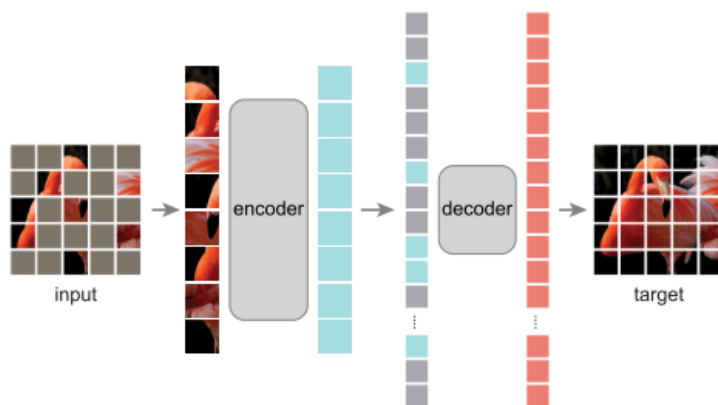 input
encoder
decoder
target